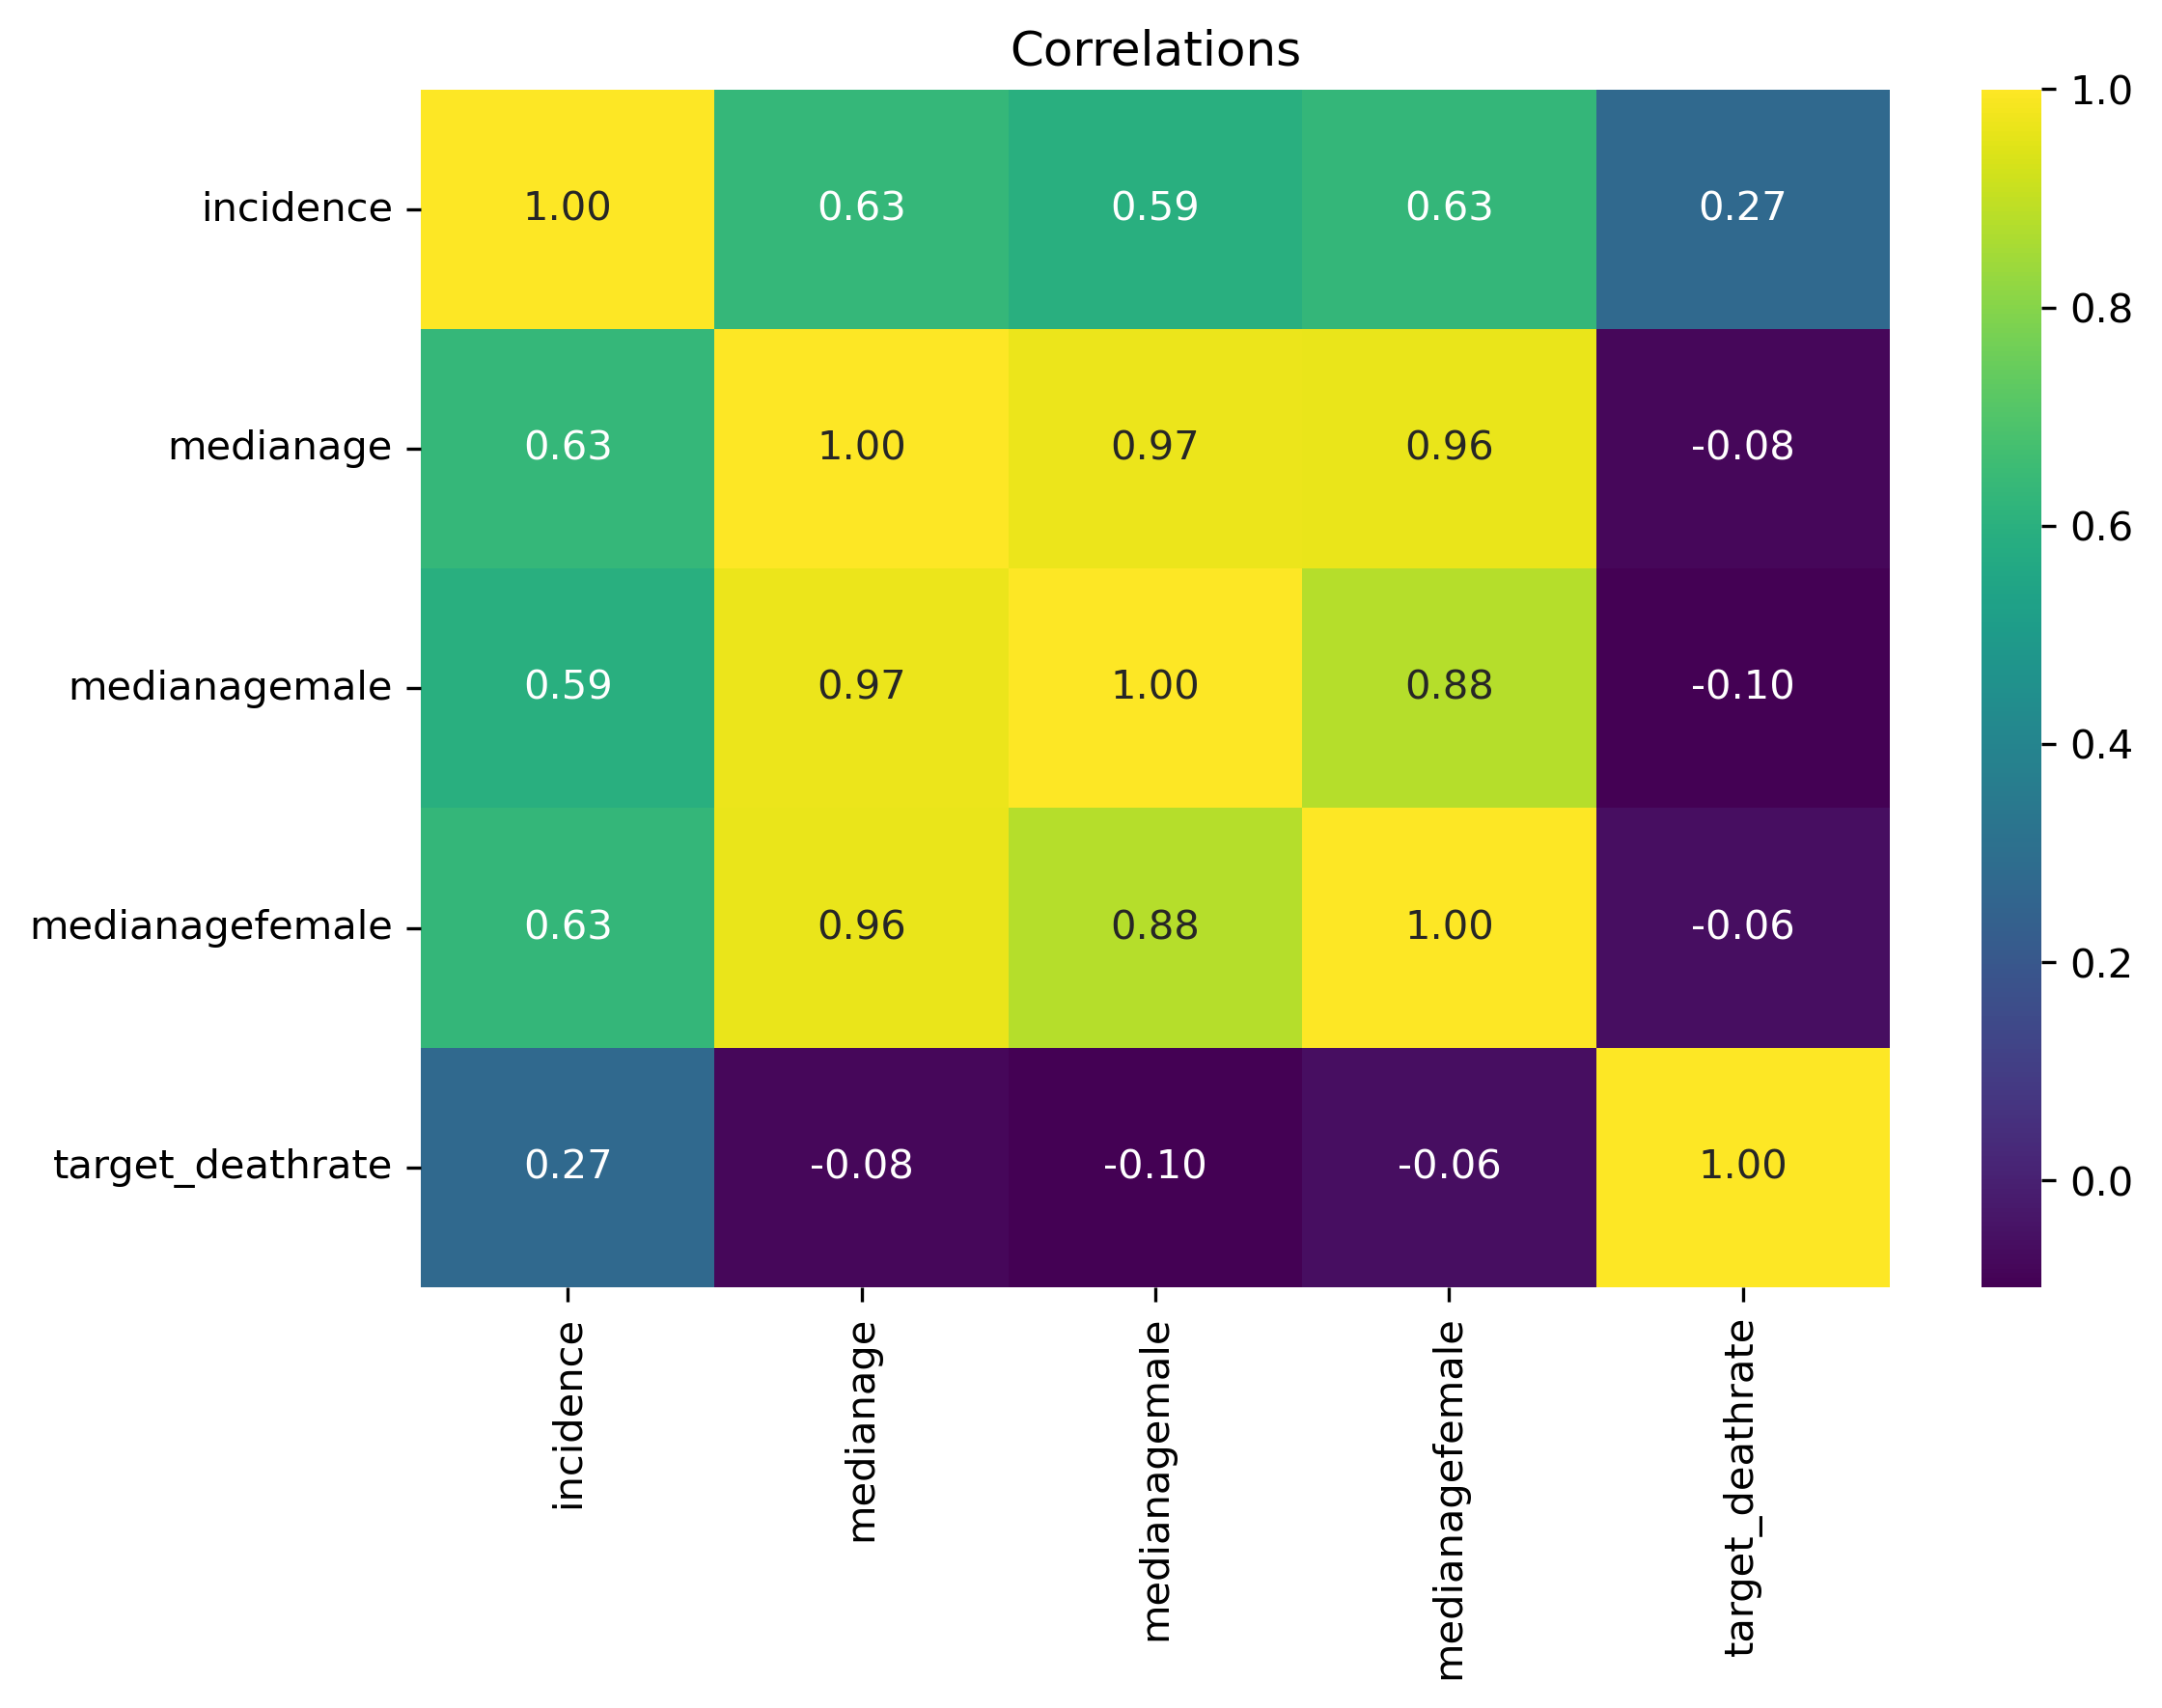 Correlations
incidence 1.00 0.63 0.59 0.63 0.27
medianage 0.63 1.00 0.97 0.96 -0.08
medianagemale 0.59 0.97 1.00 0.88 -0.10
medianagefemale 0.63 0.96 0.88 1.00 -0.06
target_deathrate 0.27 -0.08 -0.10 -0.06 1.00
incidence
medianage
medianagemale
medianagefemale
target_deathrate
1.0
0.8
0.6
0.4
0.2
0.0